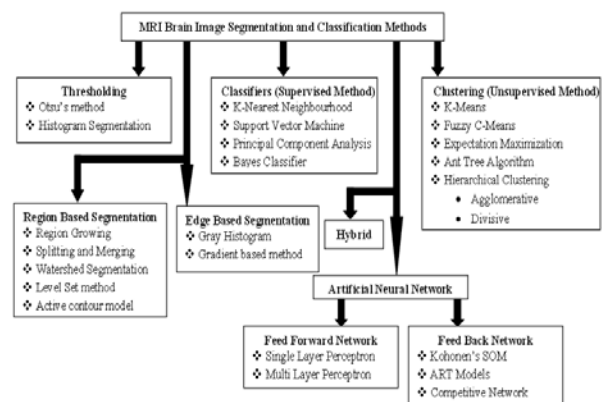 MRI Brain Image Segmentation and Classification Methods
Thresholding
❖ Otsu's method
❖ Histogram Segmentation
Classifiers (Supervised Method)
❖ K-Nearest Neighbourhood
❖ Support Vector Machine
❖ Principal Component Analysis
❖ Bayes Classifier
Clustering (Unsupervised Method)
❖ K-Means
❖ Fuzzy C-Means
❖ Expectation Maximization
❖ Ant Tree Algorithm
❖ Hierarchical Clustering
• Agglomerative
• Divisive
Region Based Segmentation
❖ Region Growing
❖ Splitting and Merging
❖ Watershed Segmentation
❖ Level Set method
❖ Active contour model
Edge Based Segmentation
❖ Gray Histogram
❖ Gradient based method
Hybrid
Artificial Neural Network
Feed Forward Network
❖ Single Layer Perceptron
❖ Multi Layer Perceptron
Feed Back Network
❖ Kohonen's SOM
❖ ART Models
❖ Competitive Network